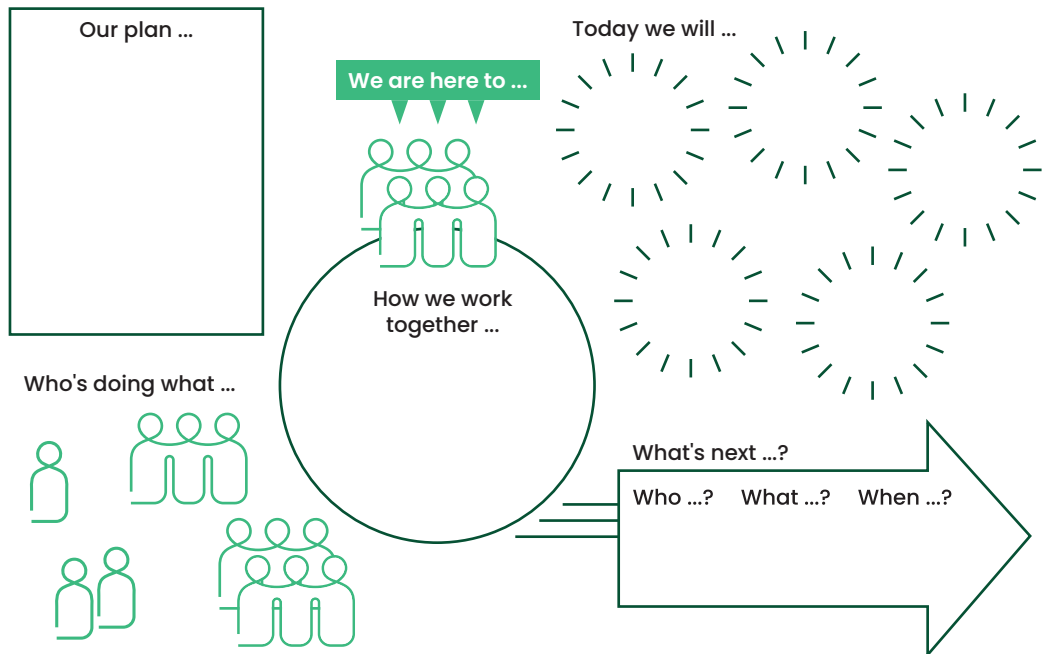 Our plan ...
We are here to ...
Today we will ...
How we work
together ...
Who's doing what ...
What's next ...?
Who ...? What ...? When ...?